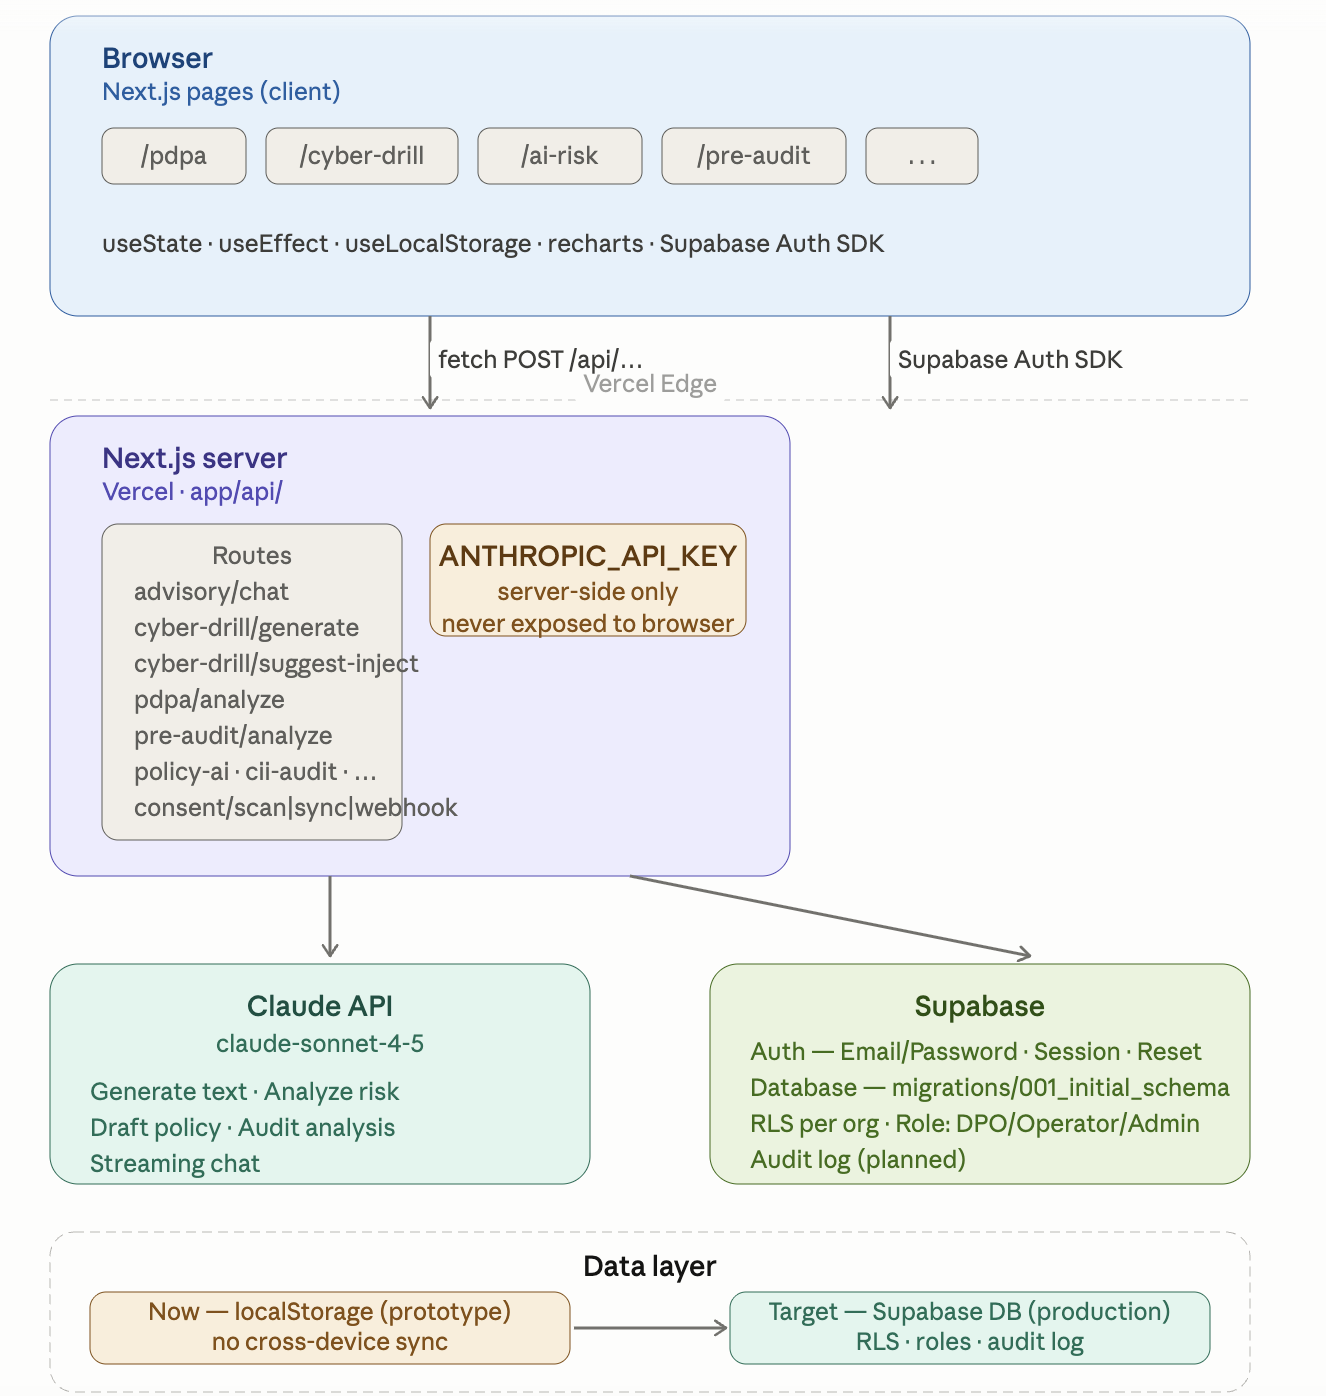 Browser
Next.js pages (client)
/pdpa
/cyber-drill
/ai-risk
/pre-audit
...
useState · useEffect · useLocalStorage · recharts · Supabase Auth SDK
fetch POST /api/...
Supabase Auth SDK
Vercel Edge
Next.js server
Vercel · app/api/
Routes
advisory/chat
cyber-drill/generate
cyber-drill/suggest-inject
pdpa/analyze
pre-audit/analyze
policy-ai · cii-audit · ...
consent/scan|sync|webhook
ANTHROPIC_API_KEY
server-side only
never exposed to browser
Claude API
claude-sonnet-4-5
Generate text · Analyze risk
Draft policy · Audit analysis
Streaming chat
Supabase
Auth — Email/Password · Session · Reset
Database — migrations/001_initial_schema
RLS per org · Role: DPO/Operator/Admin
Audit log (planned)
Data layer
Now — localStorage (prototype)
no cross-device sync
Target — Supabase DB (production)
RLS · roles · audit log